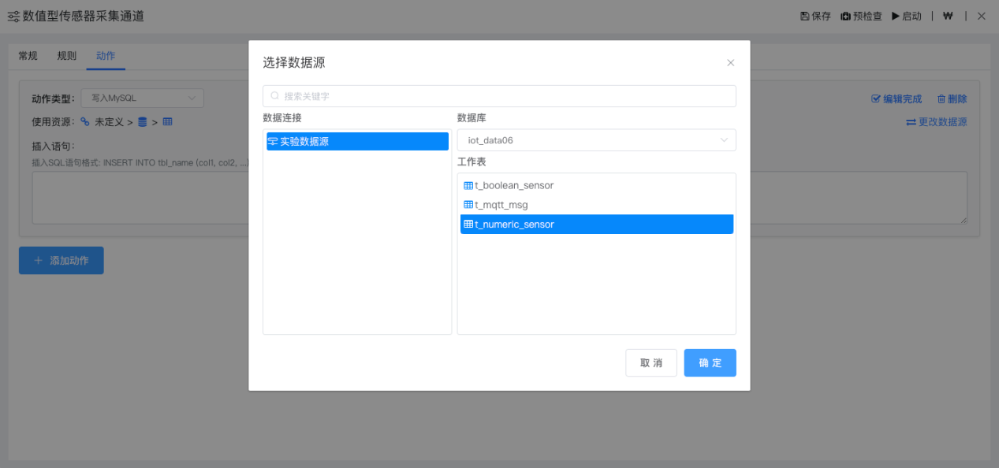 数值型传感器采集通道
保存 预检查 启动 | ₩ |
常规 规则 动作
动作类型： 写入MySQL
编辑完成 删除
使用资源： 未定义 > >
更改数据源
插入语句：
插入SQL语句格式: INSERT INTO tbl_name (col1, col2, ...)
添加动作
选择数据源
搜索关键字
数据连接
实验数据源
数据库
iot_data06
工作表
t_boolean_sensor
t_mqtt_msg
t_numeric_sensor
取 消 确 定